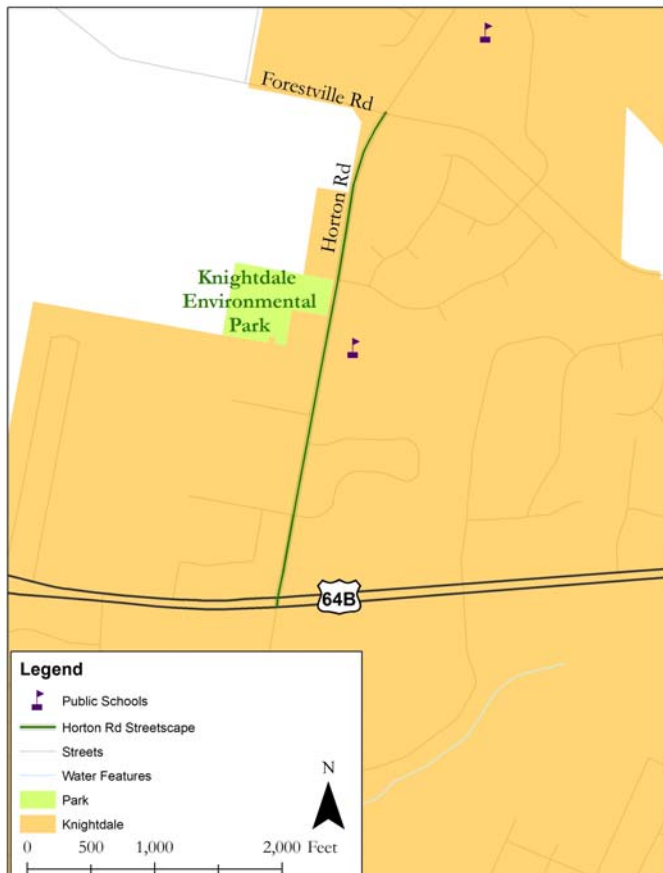 Forestville Rd
Horton Rd
Knightdale
Environmental
Park
64B
Legend
Public Schools
Horton Rd Streetscape
Streets
Water Features
Park
Knightdale
N
0 500 1,000 2,000 Feet